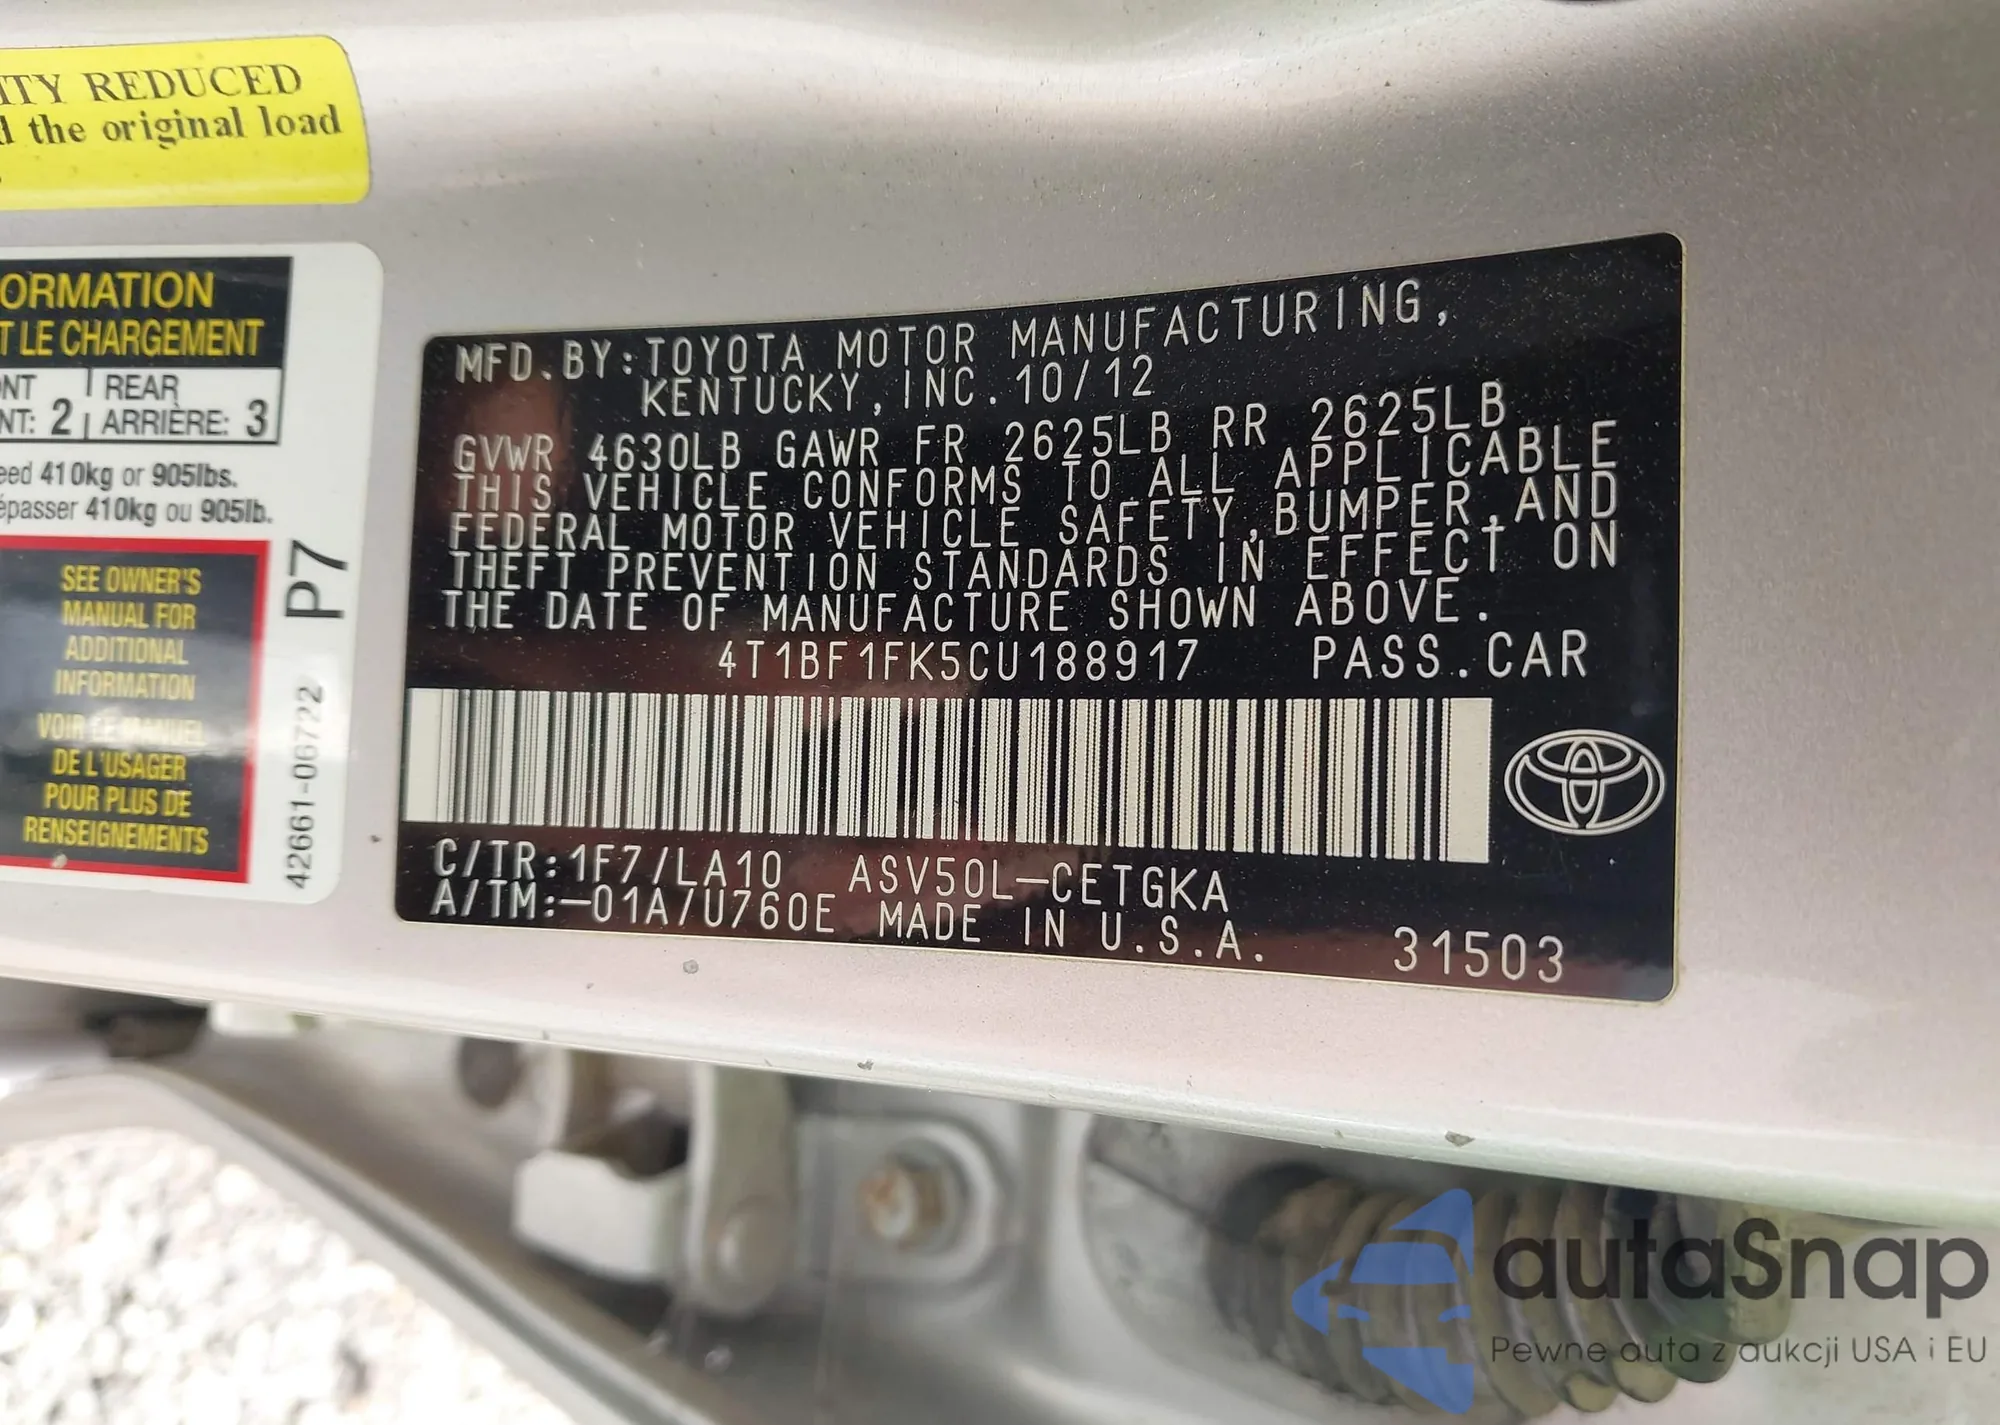 ITY REDUCED
the original load
ORMATION
T LE CHARGEMENT
REAR
NT: 2 ARRIÈRE: 3
eed 410kg or 905lbs.
épasser 410kg ou 905lb.
SEE OWNER'S
MANUAL FOR
ADDITIONAL
INFORMATION
VOIR LE MANUEL
DE L'USAGER
POUR PLUS DE
RENSEIGNEMENTS
P7
42661-06722
MFD.BY:TOYOTA MOTOR MANUFACTURING,
KENTUCKY,INC.10/12
GVWR 4630LB GAWR FR 2625LB RR 2625LB
THIS VEHICLE CONFORMS TO ALL APPLICABLE
FEDERAL MOTOR VEHICLE SAFETY,BUMPER,AND
THEFT PREVENTION STANDARDS IN EFFECT ON
THE DATE OF MANUFACTURE SHOWN ABOVE.
4T1BF1FK5CU188917 PASS.CAR
C/TR:1F7/LA10 ASV50L-CETGKA
A/TM:-01A/U760E MADE IN U.S.A. 31503
autaSnap
Pewne auta z aukcji USA i EU